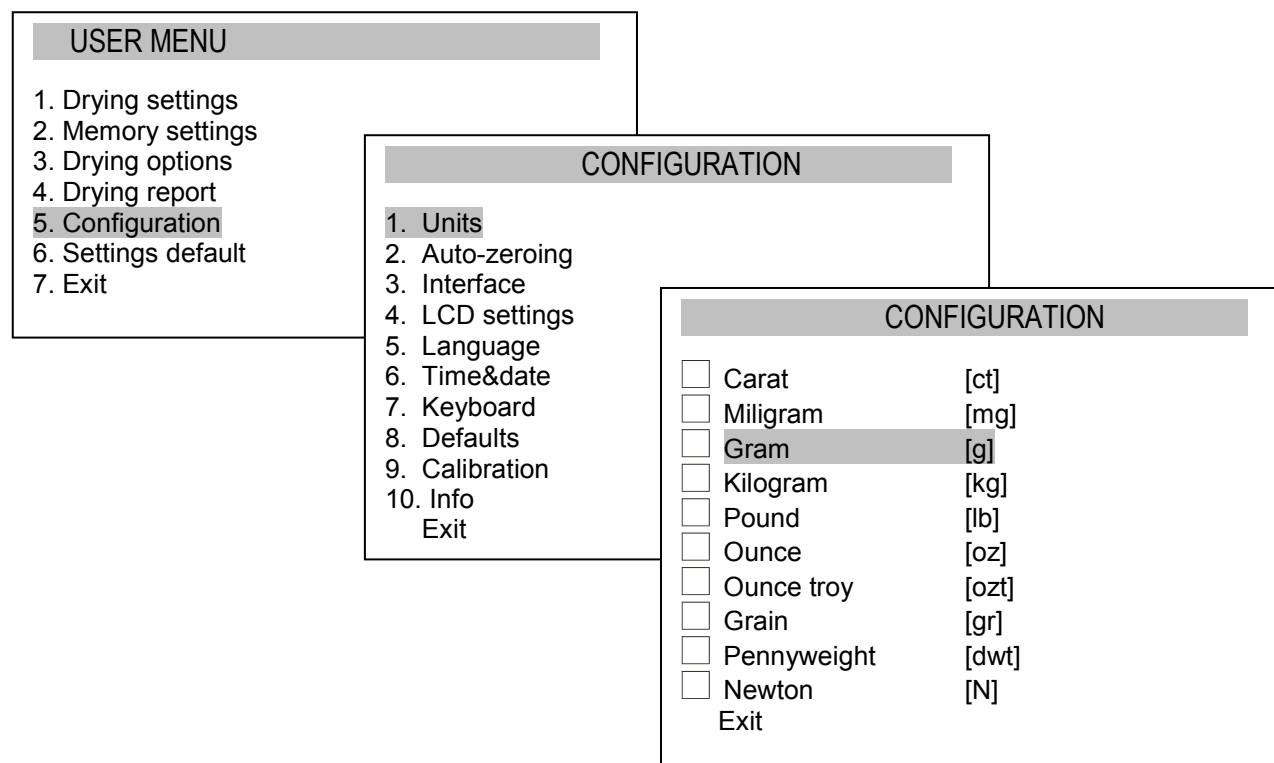 USER MENU
1. Drying settings
2. Memory settings
3. Drying options
4. Drying report
5. Configuration
6. Settings default
7. Exit
CONFIGURATION
1. Units
2. Auto-zeroing
3. Interface
4. LCD settings
5. Language
6. Time&date
7. Keyboard
8. Defaults
9. Calibration
10. Info
Exit
CONFIGURATION
Carat [ct]
Miligram [mg]
Gram [g]
Kilogram [kg]
Pound [lb]
Ounce [oz]
Ounce troy [ozt]
Grain [gr]
Pennyweight [dwt]
Newton [N]
Exit